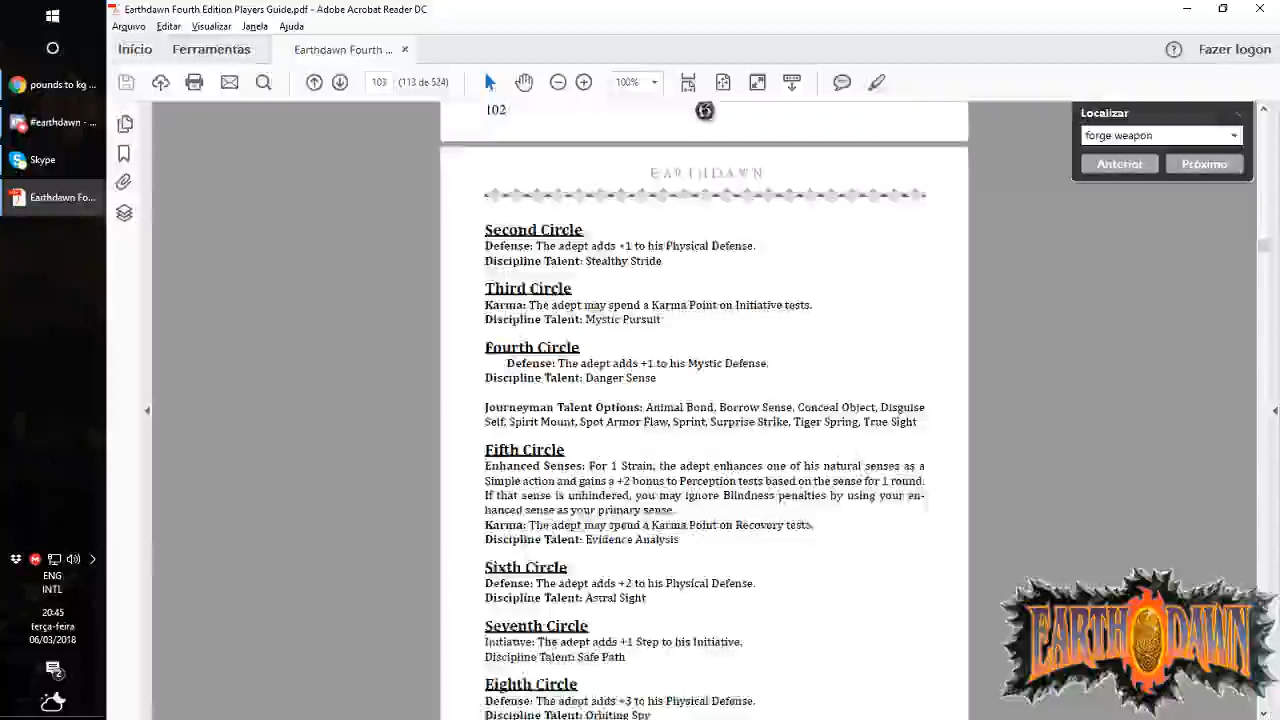 Earthdawn Fourth Edition Players Guide.pdf - Adobe Acrobat Reader DC
Arquivo Editar Visualizar Janela Ajuda
Início Ferramentas Earthdawn Fourth ... × Fazer logon
103 (113 de 524) 100%
pounds to kg ...
#earthdawn - ...
Skype
Earthdawn Fo...
Localizar
forge weapon
Anterior Próximo
102
EARTHDAWN
Second Circle
Defense: The adept adds +1 to his Physical Defense.
Discipline Talent: Stealthy Stride
Third Circle
Karma: The adept may spend a Karma Point on Initiative tests.
Discipline Talent: Mystic Pursuit
Fourth Circle
Defense: The adept adds +1 to his Mystic Defense.
Discipline Talent: Danger Sense
Journeyman Talent Options: Animal Bond, Borrow Sense, Conceal Object, Disguise
Self, Spirit Mount, Spot Armor Flaw, Sprint, Surprise Strike, Tiger Spring, True Sight
Fifth Circle
Enhanced Senses: For 1 Strain, the adept enhances one of his natural senses as a
Simple action and gains a +2 bonus to Perception tests based on the sense for 1 round.
If that sense is unhindered, you may ignore Blindness penalties by using your en-
hanced sense as your primary sense.
Karma: The adept may spend a Karma Point on Recovery tests.
Discipline Talent: Evidence Analysis
Sixth Circle
Defense: The adept adds +2 to his Physical Defense.
Discipline Talent: Astral Sight
Seventh Circle
Initiative: The adept adds +1 Step to his Initiative.
Discipline Talent: Safe Path
Eighth Circle
Defense: The adept adds +3 to his Physical Defense.
Discipline Talent: Orbiting Spy
ENG
INTL
20:45
terça-feira
06/03/2018
2
EARTHDAWN